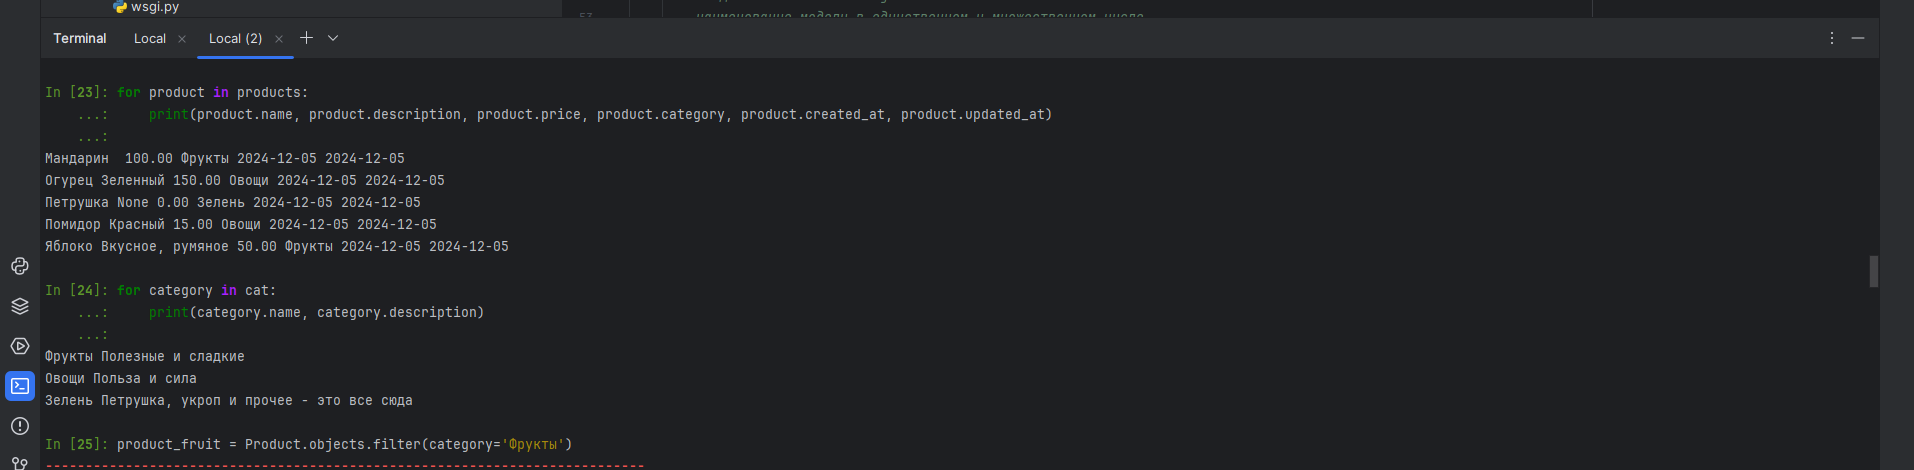 wsgi.py
Terminal Local × Local (2) ×
In [23]: for product in products:
...: print(product.name, product.description, product.price, product.category, product.created_at, product.updated_at)
...:
Мандарин  100.00 Фрукты 2024-12-05 2024-12-05
Огурец Зеленный 150.00 Овощи 2024-12-05 2024-12-05
Петрушка None 0.00 Зелень 2024-12-05 2024-12-05
Помидор Красный 15.00 Овощи 2024-12-05 2024-12-05
Яблоко Вкусное, румяное 50.00 Фрукты 2024-12-05 2024-12-05
In [24]: for category in cat:
...: print(category.name, category.description)
...:
Фрукты Полезные и сладкие
Овощи Польза и сила
Зелень Петрушка, укроп и прочее - это все сюда
In [25]: product_fruit = Product.objects.filter(category='Фрукты')
---------------------------------------------------------------------------